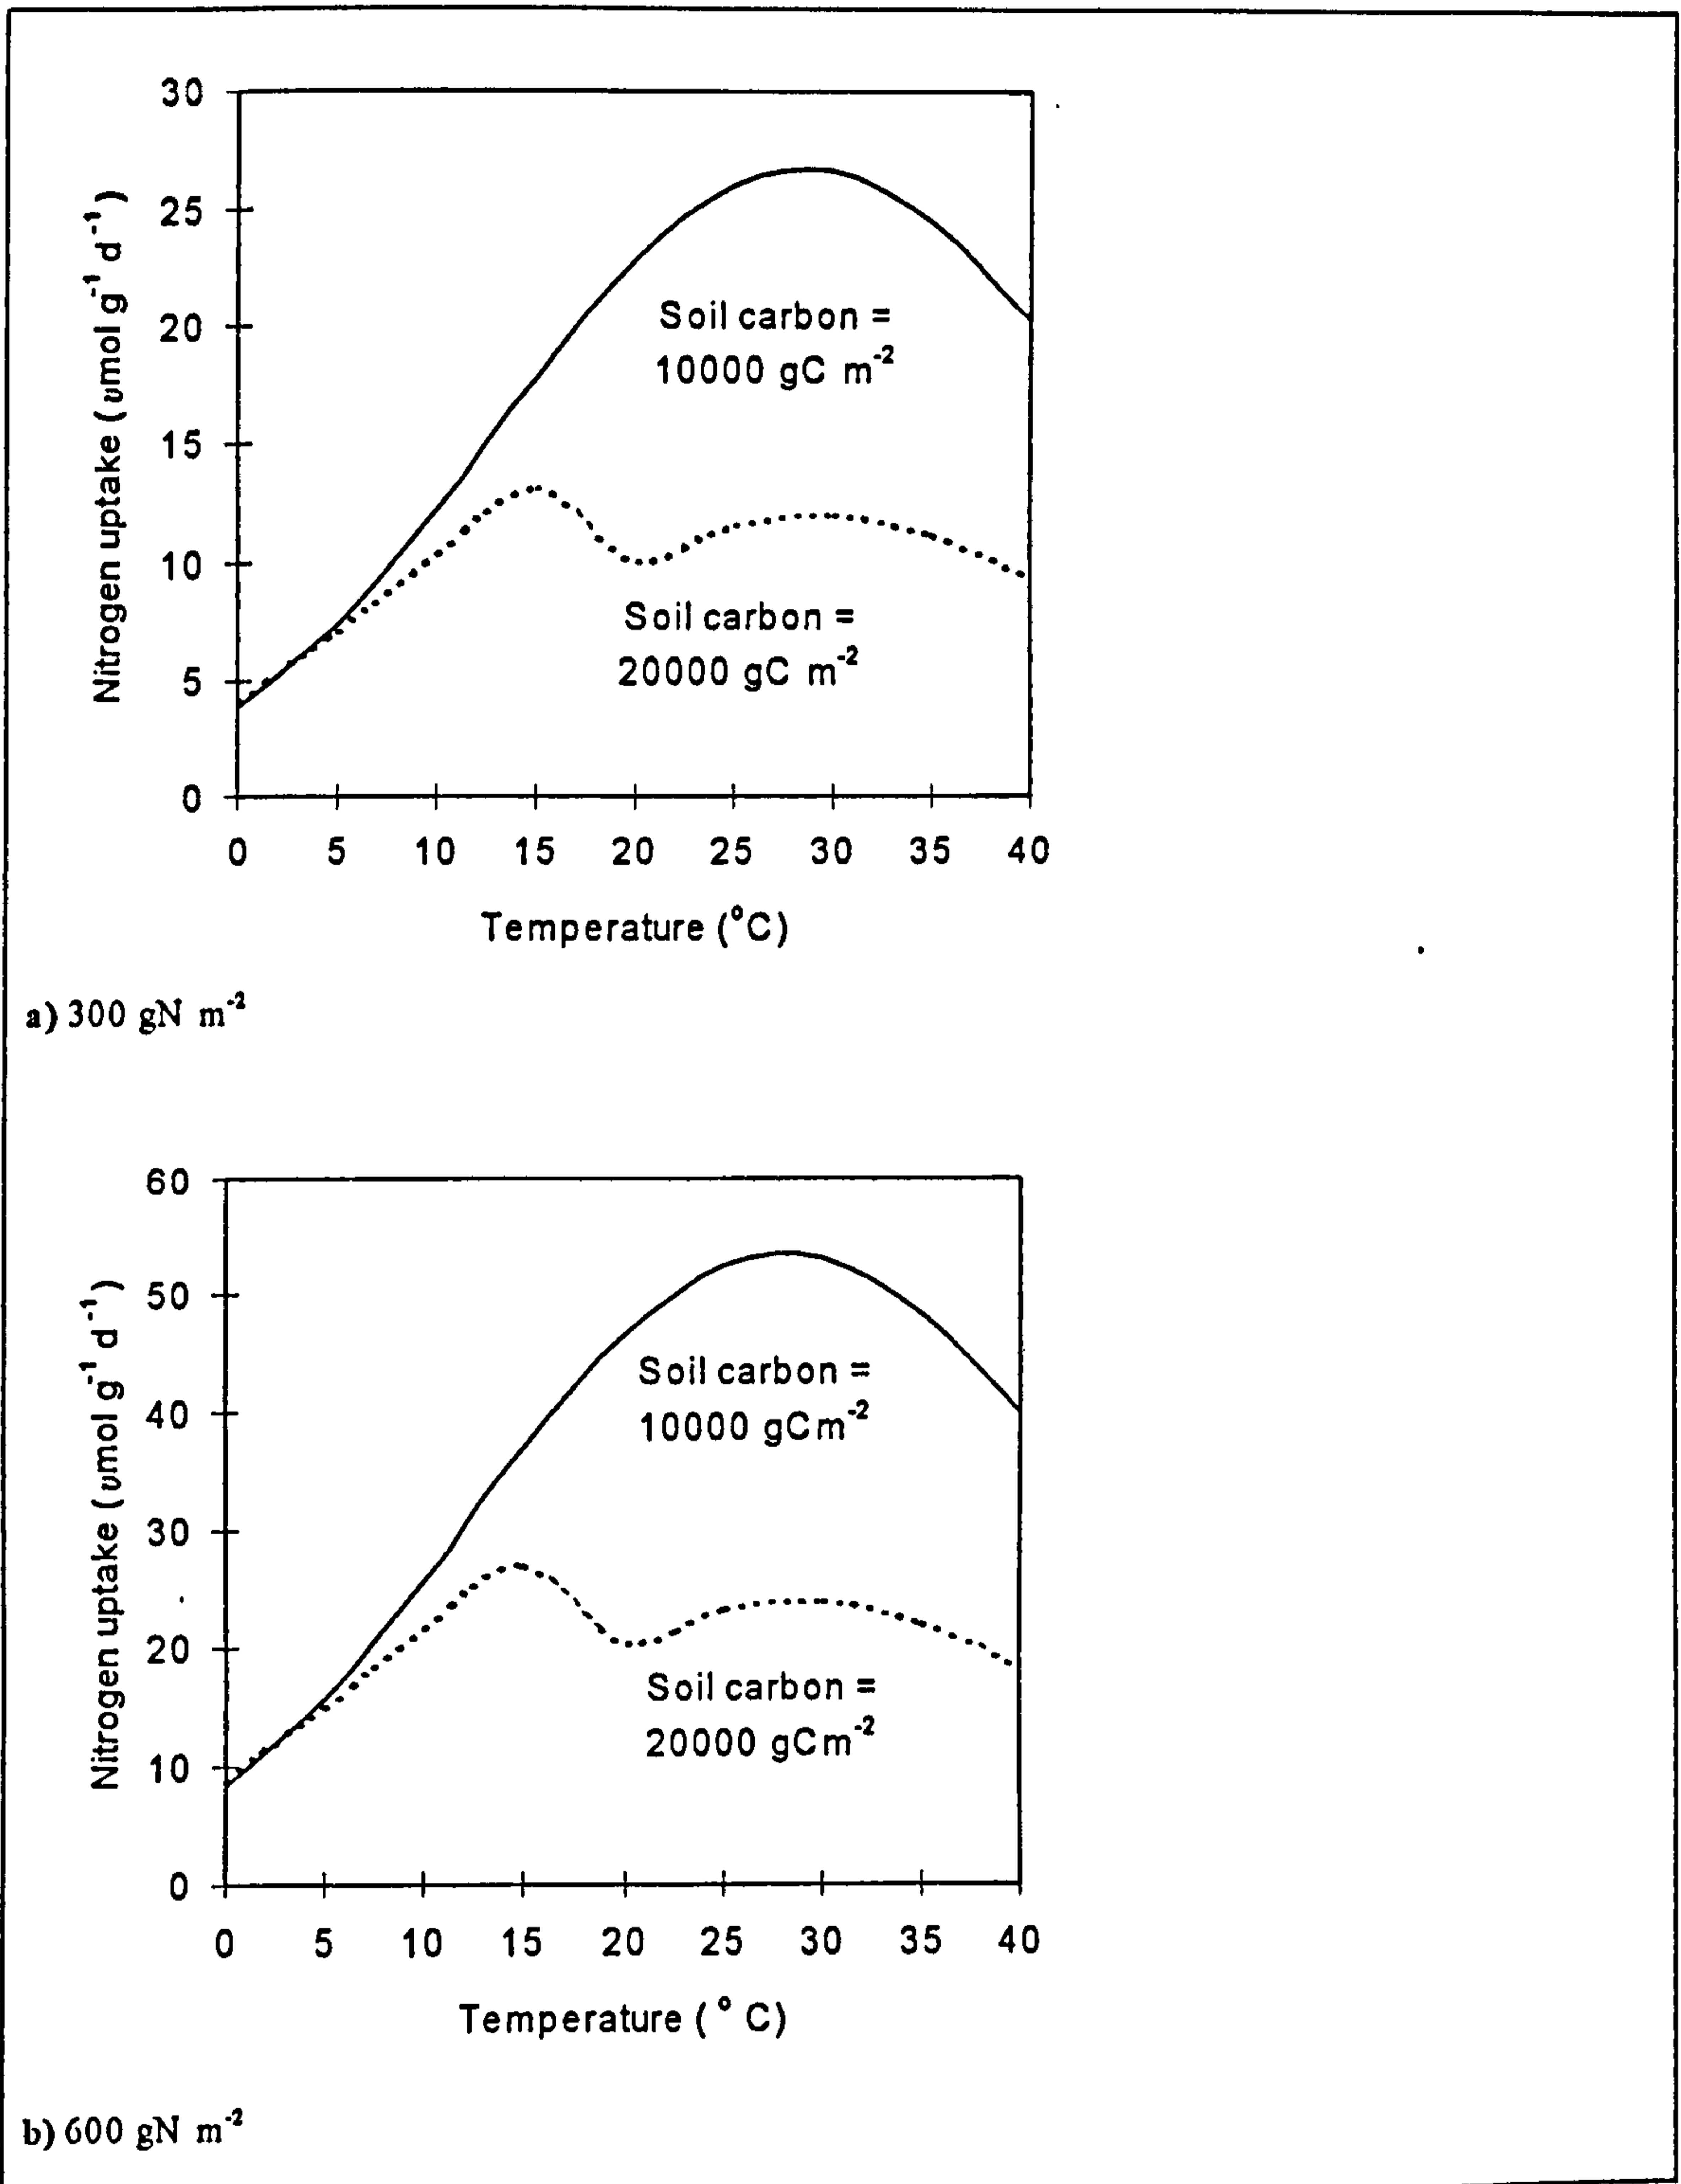 30
25
20
15
10
5
0
Nitrogen uptake (υmol g⁻¹ d⁻¹)
Soil carbon =
10000 gC m⁻²
Soil carbon =
20000 gC m⁻²
0 5 10 15 20 25 30 35 40
Temperature (°C)
a) 300 gN m⁻²
60
50
40
30
20
10
0
Nitrogen uptake (υmol g⁻¹ d⁻¹)
Soil carbon =
10000 gCm⁻²
Soil carbon =
20000 gCm⁻²
0 5 10 15 20 25 30 35 40
Temperature ( ° C)
b) 600 gN m⁻²